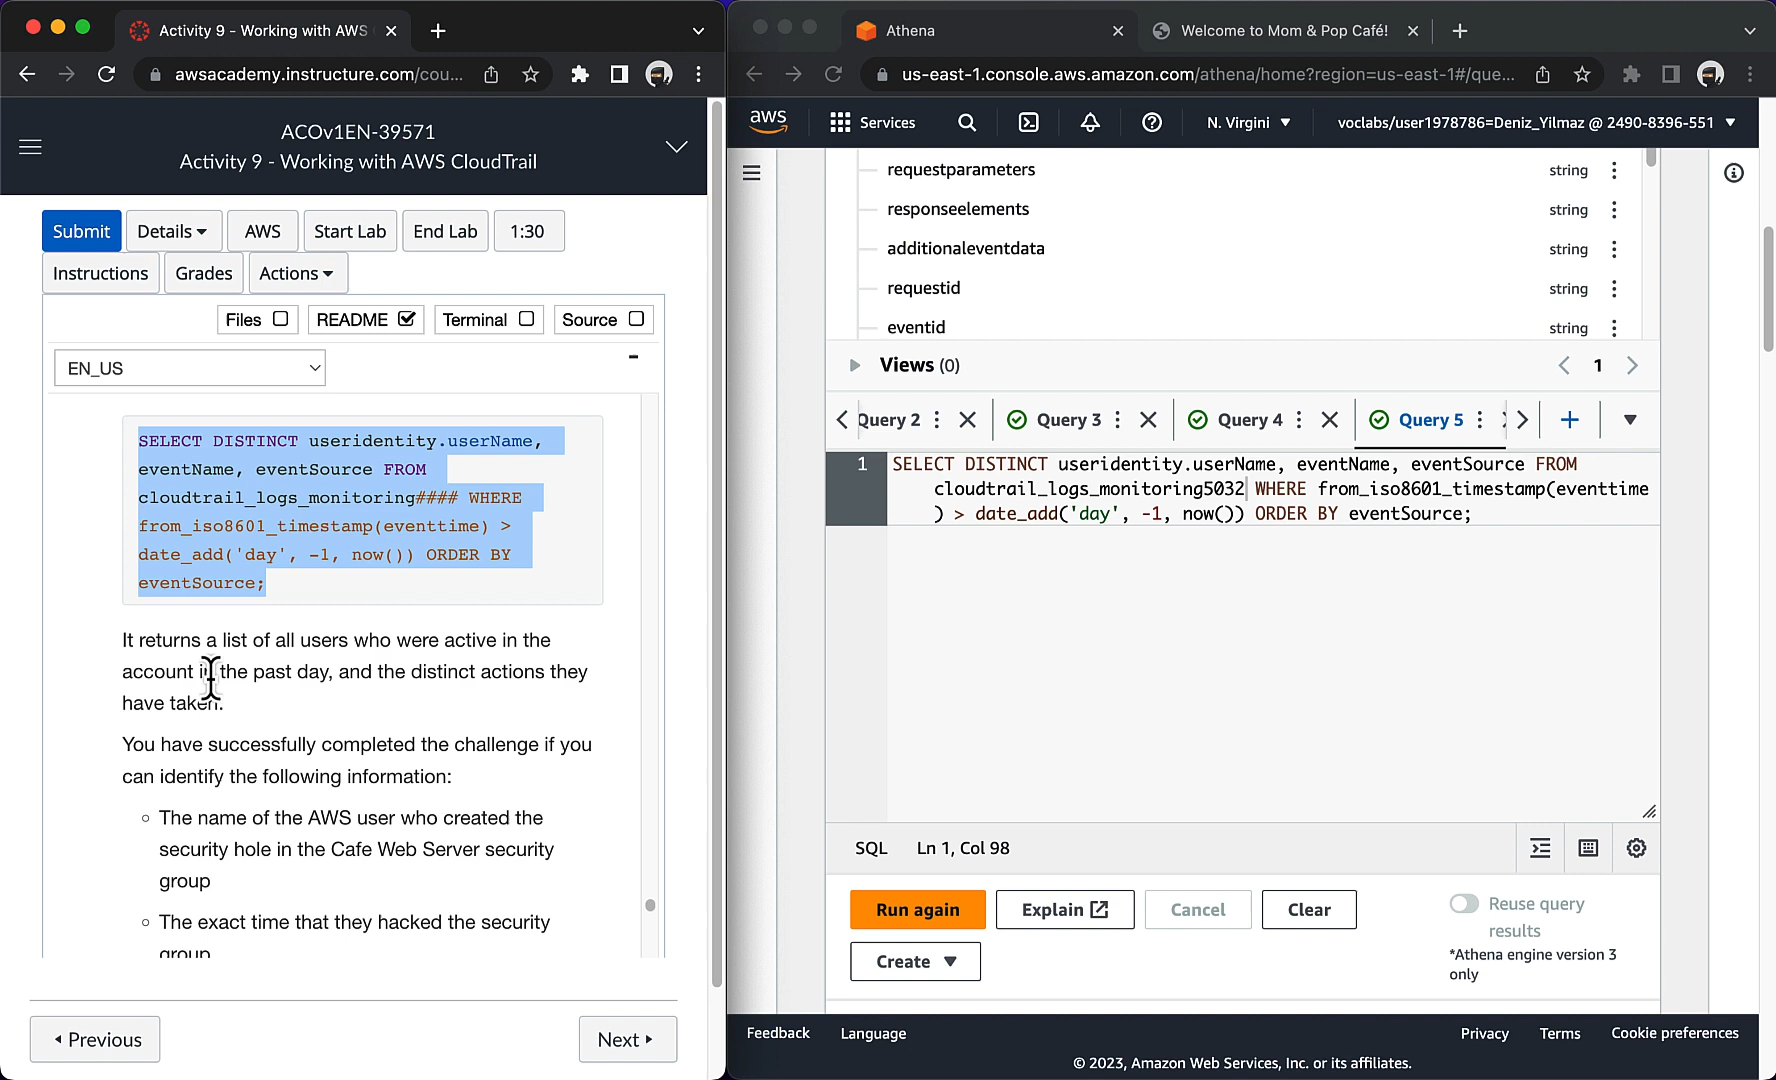 Activity 9 - Working with AWS
awsacademy.instructure.com/cou...
ACOv1EN-39571
Activity 9 - Working with AWS CloudTrail
Submit
Details
AWS
Start Lab
End Lab
1:30
Instructions
Grades
Actions
Files
README
Terminal
Source
EN_US
SELECT DISTINCT useridentity.userName,
eventName, eventSource FROM
cloudtrail_logs_monitoring#### WHERE
from_iso8601_timestamp(eventtime) >
date_add('day', -1, now()) ORDER BY
eventSource;
It returns a list of all users who were active in the
account in the past day, and the distinct actions they
have taken.
You have successfully completed the challenge if you
can identify the following information:
The name of the AWS user who created the
security hole in the Cafe Web Server security
group
The exact time that they hacked the security
group
Previous
Next
Athena
Welcome to Mom & Pop Café!
us-east-1.console.aws.amazon.com/athena/home?region=us-east-1#/que...
aws
Services
N. Virgini
voclabs/user1978786=Deniz_Yilmaz @ 2490-8396-551
requestparameters string
responseelements string
additionaleventdata string
requestid string
eventid string
Views (0)
1
Query 2
Query 3
Query 4
Query 5
1 SELECT DISTINCT useridentity.userName, eventName, eventSource FROM
cloudtrail_logs_monitoring5032 WHERE from_iso8601_timestamp(eventtime
) > date_add('day', -1, now()) ORDER BY eventSource;
SQL Ln 1, Col 98
Run again
Explain
Cancel
Clear
Reuse query
results
*Athena engine version 3
only
Create
Feedback
Language
Privacy
Terms
Cookie preferences
© 2023, Amazon Web Services, Inc. or its affiliates.